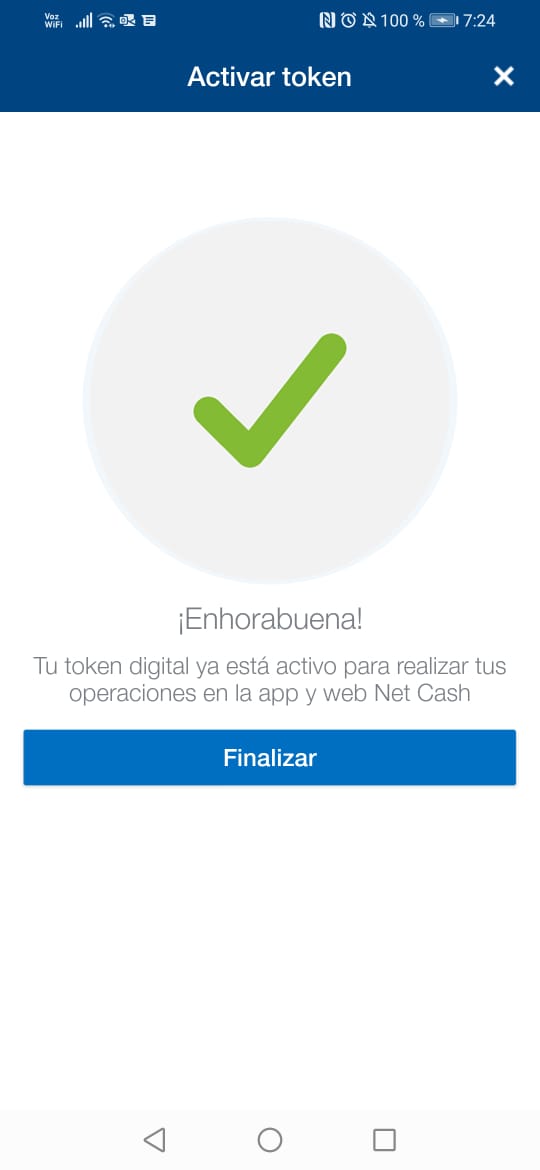 Voz
WiFi
100 %
7:24
Activar token
¡Enhorabuena!
Tu token digital ya está activo para realizar tus
operaciones en la app y web Net Cash
Finalizar